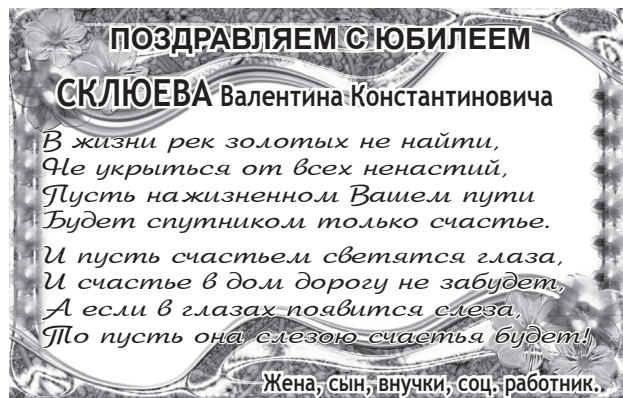 ПОЗДРАВЛЯЕМ С ЮБИЛЕЕМ
СКЛЮЕВА Валентина Константиновича
В жизни рек золотых не найти,
Не укрыться от всех ненастий,
Пусть на жизненном Вашем пути
Будет спутником только счастье.
И пусть счастьем светятся глаза,
И счастье в дом дорогу не забудет,
А если в глазах появится слеза,
То пусть она слезою счастья будет!
Жена, сын, внучки, соц. работник.